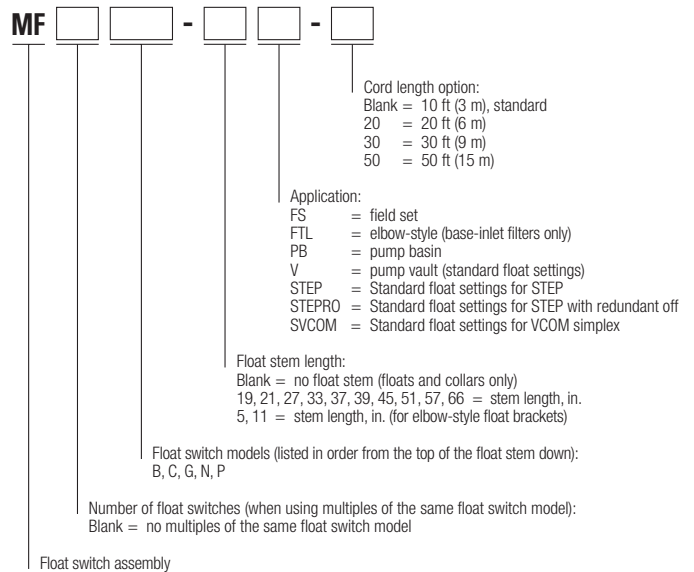 MF - -
Cord length option:
Blank = 10 ft (3 m), standard
20 = 20 ft (6 m)
30 = 30 ft (9 m)
50 = 50 ft (15 m)
Application:
FS = field set
FTL = elbow-style (base-inlet filters only)
PB = pump basin
V = pump vault (standard float settings)
STEP = Standard float settings for STEP
STEPRO = Standard float settings for STEP with redundant off
SVCOM = Standard float settings for VCOM simplex
Float stem length:
Blank = no float stem (floats and collars only)
19, 21, 27, 33, 37, 39, 45, 51, 57, 66 = stem length, in.
5, 11 = stem length, in. (for elbow-style float brackets)
Float switch models (listed in order from the top of the float stem down):
B, C, G, N, P
Number of float switches (when using multiples of the same float switch model):
Blank = no multiples of the same float switch model
Float switch assembly